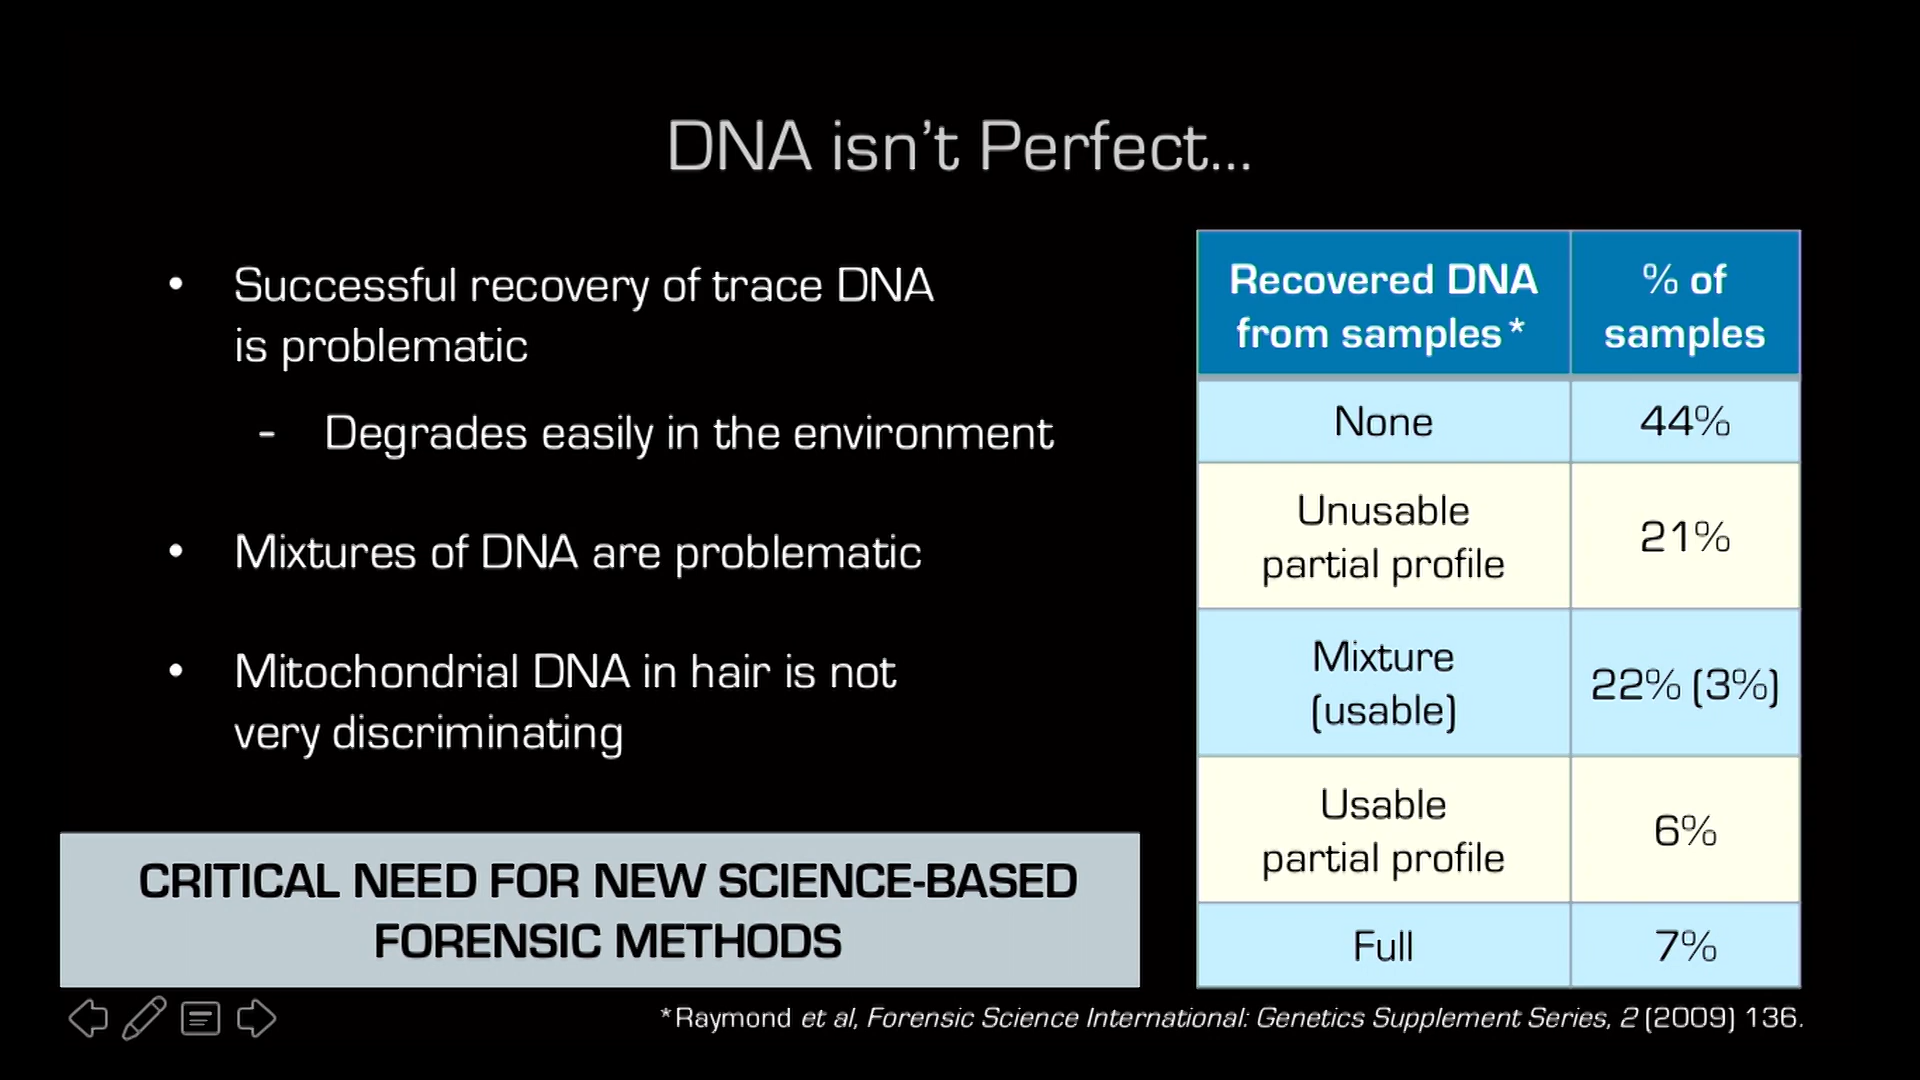 DNA isn't Perfect...
• Successful recovery of trace DNA
is problematic
- Degrades easily in the environment
• Mixtures of DNA are problematic
• Mitochondrial DNA in hair is not
very discriminating
CRITICAL NEED FOR NEW SCIENCE-BASED
FORENSIC METHODS
Recovered DNA
from samples*
% of
samples
None
44%
Unusable
partial profile
21%
Mixture
(usable)
22% (3%)
Usable
partial profile
6%
Full
7%
*Raymond et al, Forensic Science International: Genetics Supplement Series, 2 (2009) 136.